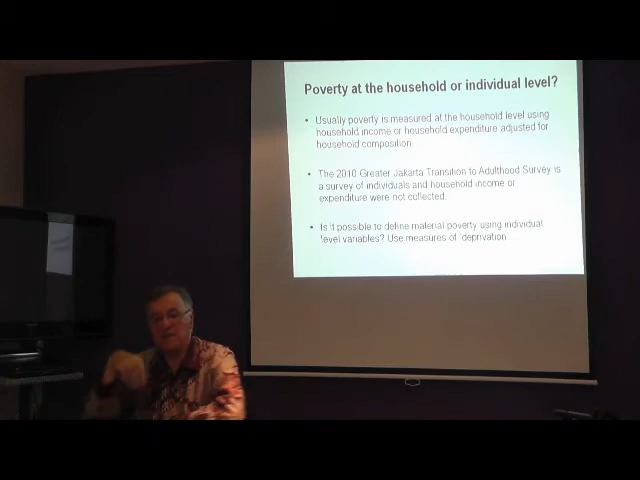 Poverty at the household or individual level?
• Usually poverty is measured at the household level using
household income or household expenditure adjusted for
household composition
• The 2010 Greater Jakarta Transition to Adulthood Survey is
a survey of individuals and household income or
expenditure were not collected.
• Is it possible to define material poverty using individual
level variables? Use measures of 'deprivation'